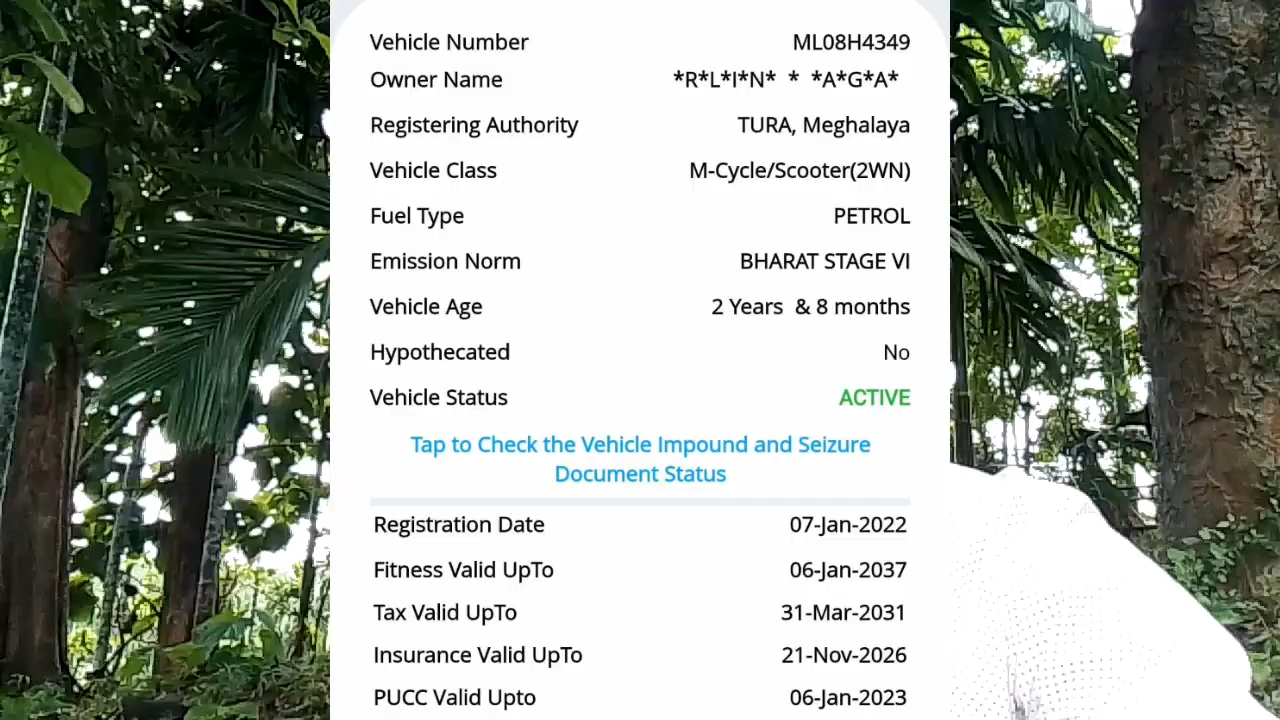 Vehicle Number ML08H4349
Owner Name *R*L*I*N* * *A*G*A*
Registering Authority TURA, Meghalaya
Vehicle Class M-Cycle/Scooter(2WN)
Fuel Type PETROL
Emission Norm BHARAT STAGE VI
Vehicle Age 2 Years & 8 months
Hypothecated No
Vehicle Status ACTIVE
Tap to Check the Vehicle Impound and Seizure
Document Status
Registration Date 07-Jan-2022
Fitness Valid UpTo 06-Jan-2037
Tax Valid UpTo 31-Mar-2031
Insurance Valid UpTo 21-Nov-2026
PUCC Valid Upto 06-Jan-2023